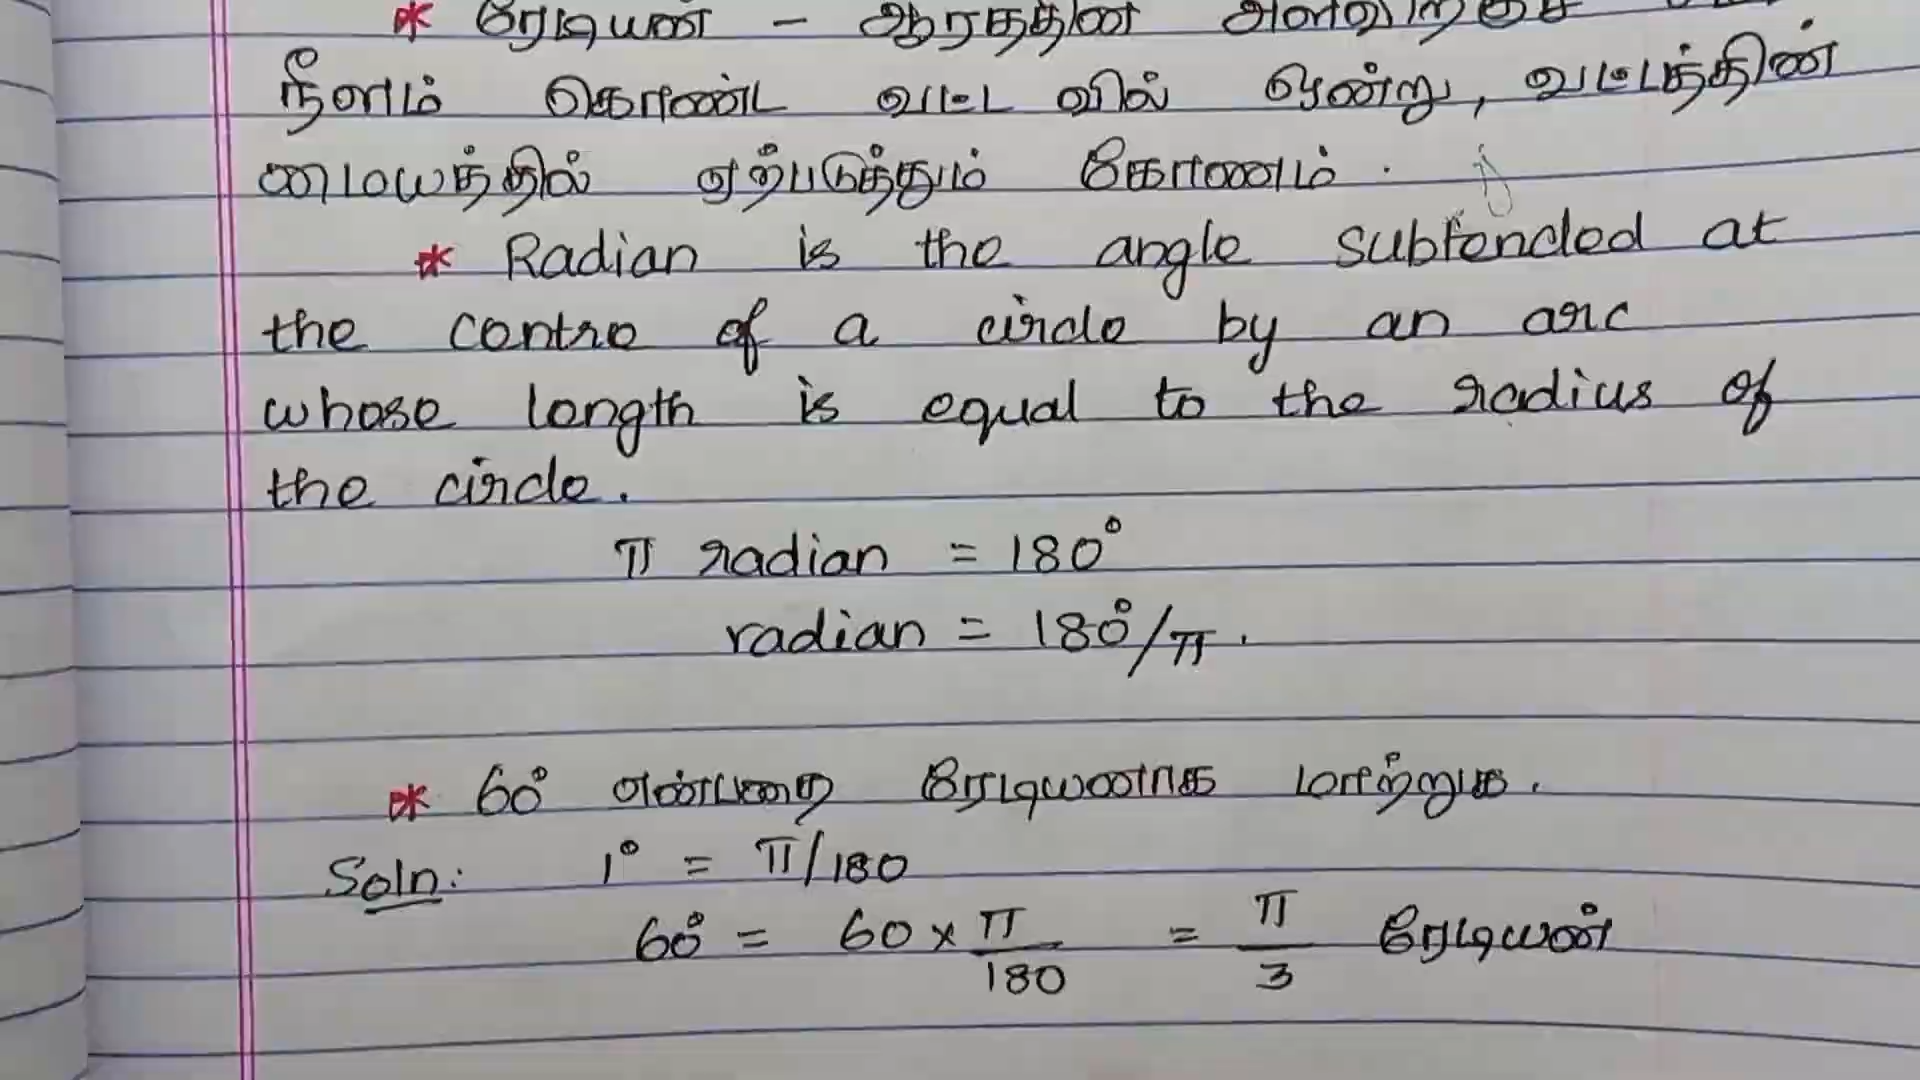 * ரேடியன் - ஆரத்தின்
நீளம் கொண்ட வட்ட வில் ஒன்று, வட்டத்தின்
மையத்தில் ஏற்படுத்தும் கோணம்.
* Radian is the angle subtended at
the centre of a circle by an arc
whose length is equal to the radius of
the circle.
π radian = 180°
radian = 180°/π.
* 60° என்பதை ரேடியனாக மாற்றுக.
Soln: 1° = π/180
60° = 60 × π/180 = π/3 ரேடியன்